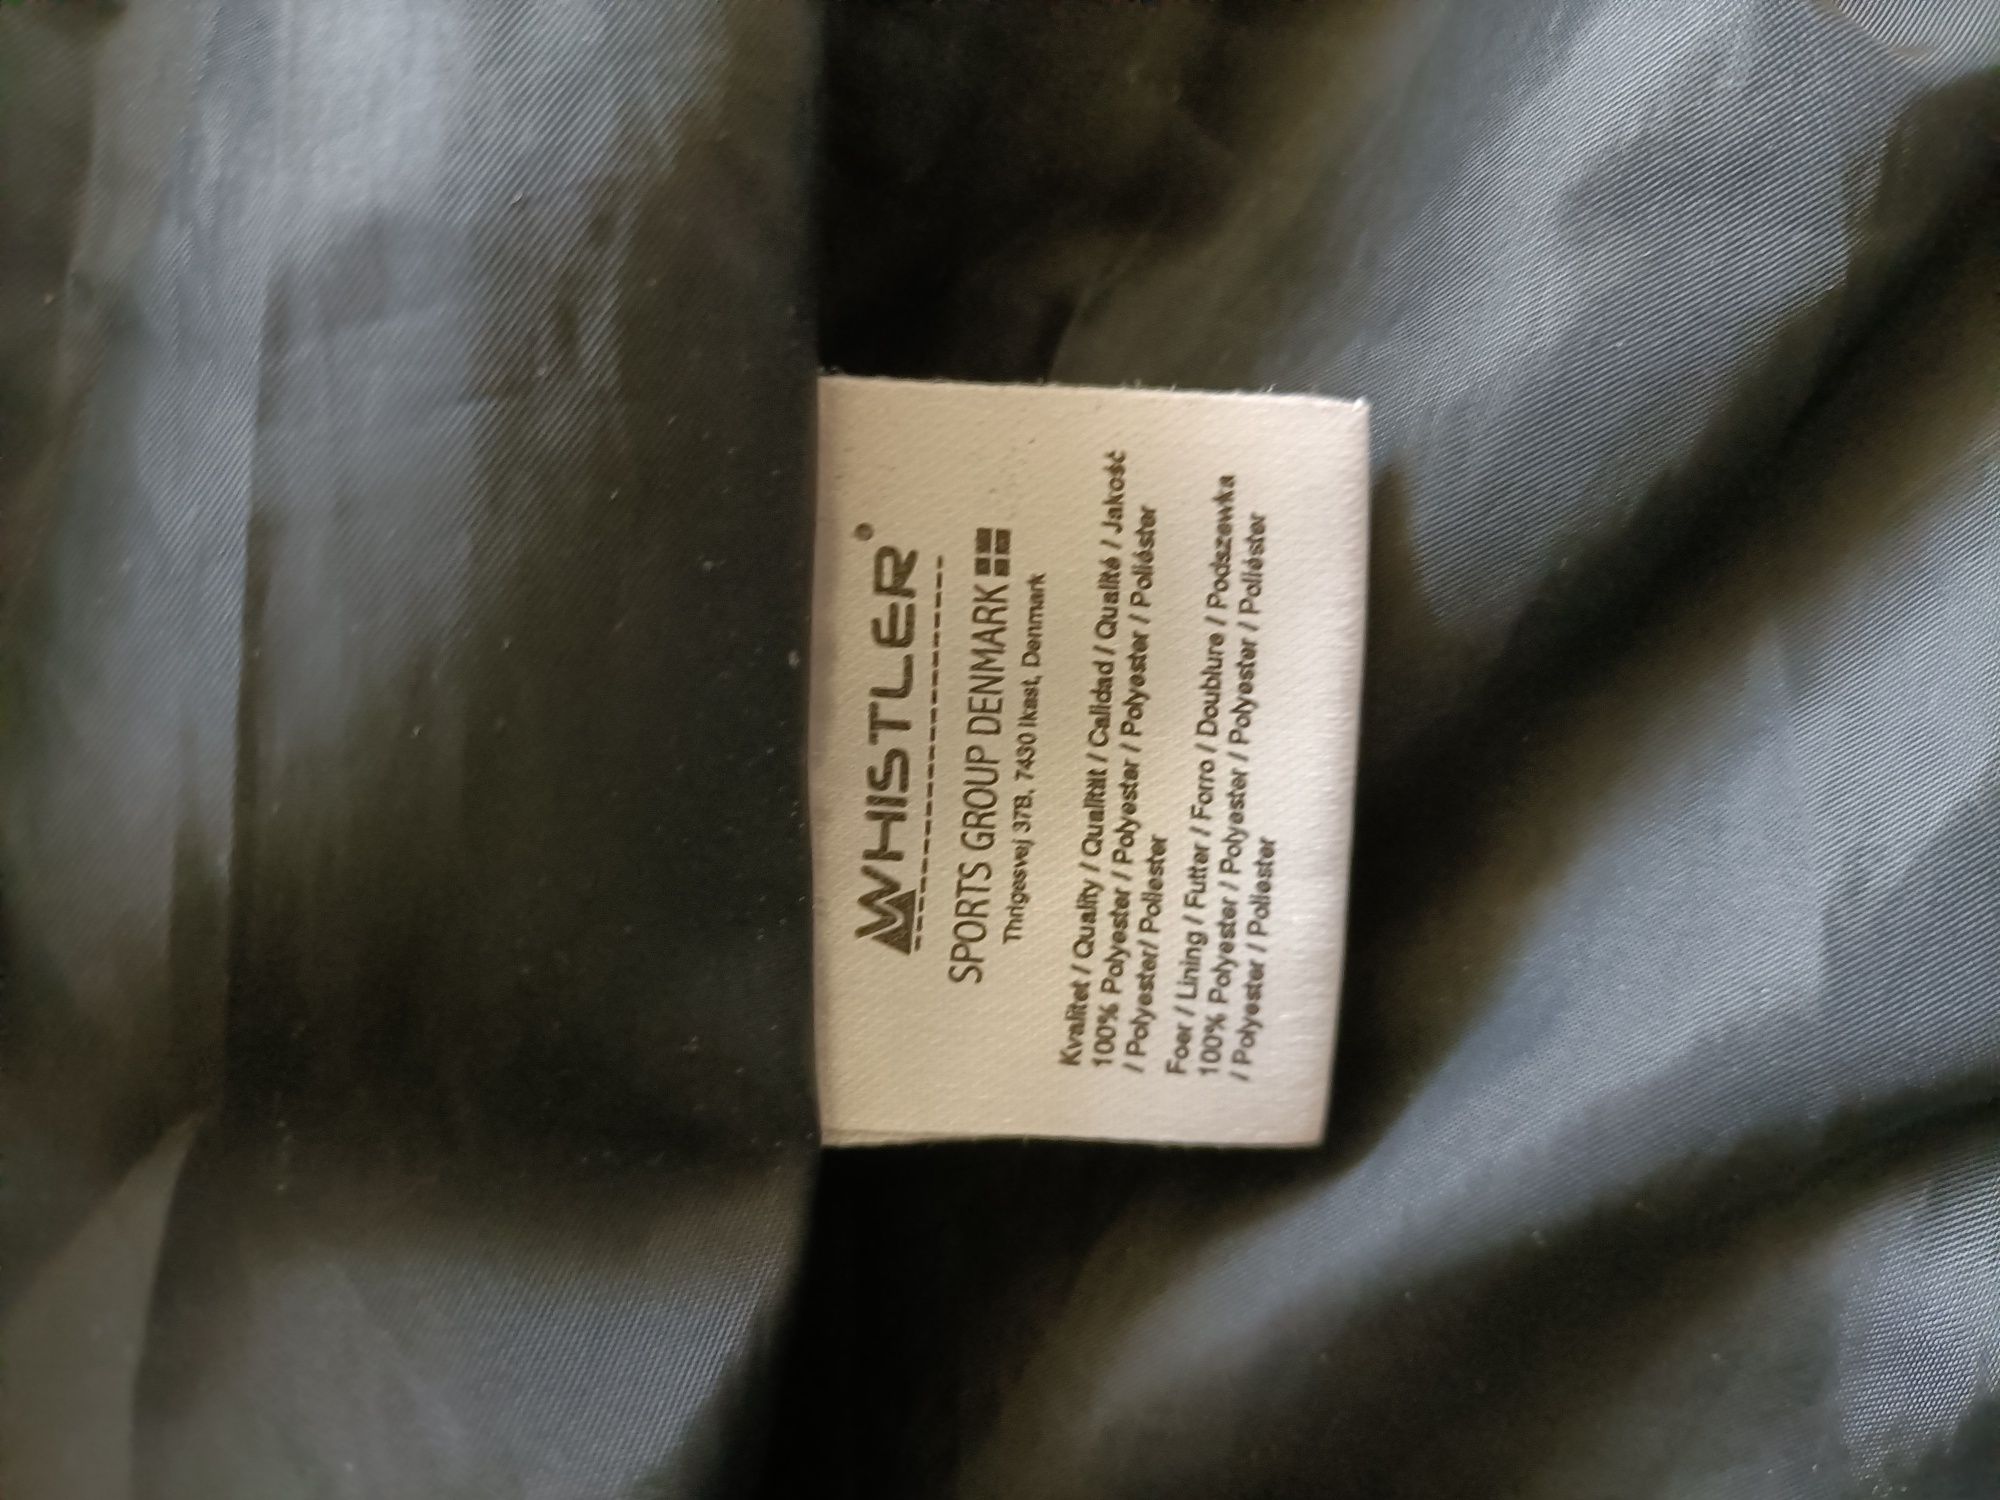 WHISTLER®
SPORTS GROUP DENMARK
Thrigesvej 37B, 7430 Ikast, Denmark
Kvalitet / Quality / Qualität / Calidad / Qualité / Jakość
100% Polyester / Polyester / Polyester / Poliéster
/ Polyester/ Poliester
Foer / Lining / Futter / Forro / Doublure / Podszewka
100% Polyester / Polyester / Polyester / Poliéster
/ Polyester / Poliester